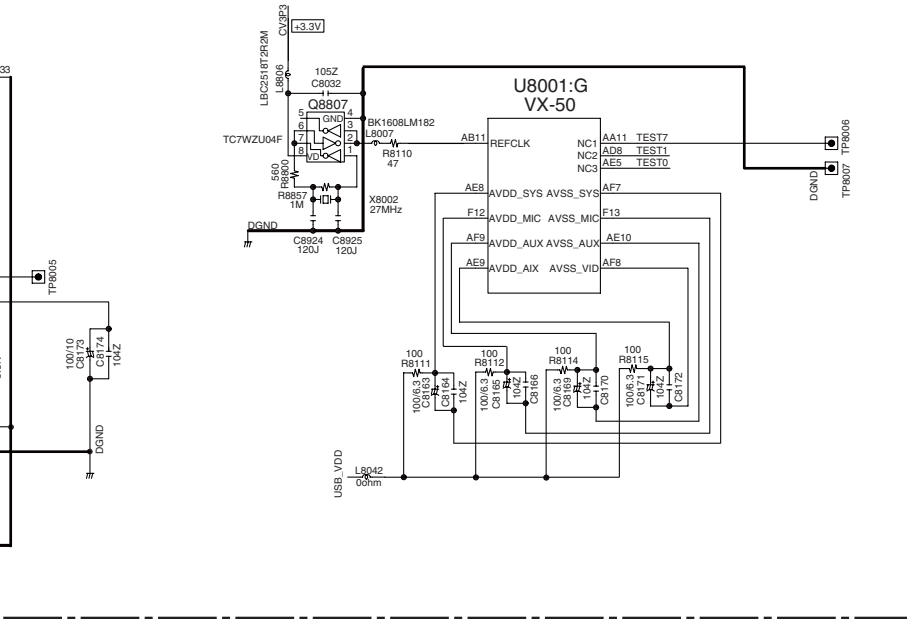 33
CV3P3
+3.3V
LBC2518T2R2M
L8806
105Z
C8032
Q8807
5
GND
4
6
3
7
2
8
VD
1
TC7WZU04F
BK1608LM182
L8007
R8110
47
560
R8800
R8857
1M
X8002
27MHz
DGND
C8924
120J
C8925
120J
U8001:G
VX-50
AB11
REFCLK
NC1
AA11
TEST7
NC2
AD8
TEST1
NC3
AE5
TEST0
AE8
AVDD_SYS
AVSS_SYS
AF7
F12
AVDD_MIC
AVSS_MIC
F13
AF9
AVDD_AUX
AVSS_AUX
AE10
AE9
AVDD_AIX
AVSS_VID
AF8
TP8006
DGND
TP8007
TP8005
100/10
C8173
C8174
104Z
DGND
100
R8111
100/6.3
C8163
C8164
104Z
100
R8112
100/6.3
C8165
104Z
C8166
100
R8114
100/6.3
C8169
104Z
C8170
100
R8115
100/6.3
C8171
104Z
C8172
USB_VDD
L8042
0ohm